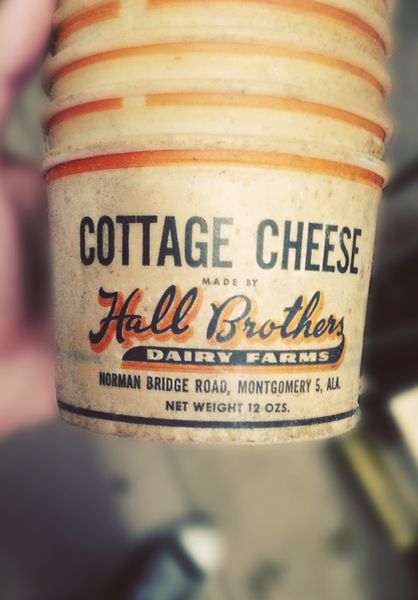 COTTAGE CHEESE
MADE BY
Hall Brothers
DAIRY FARMS
NORMAN BRIDGE ROAD, MONTGOMERY 5, ALA.
NET WEIGHT 12 OZS.